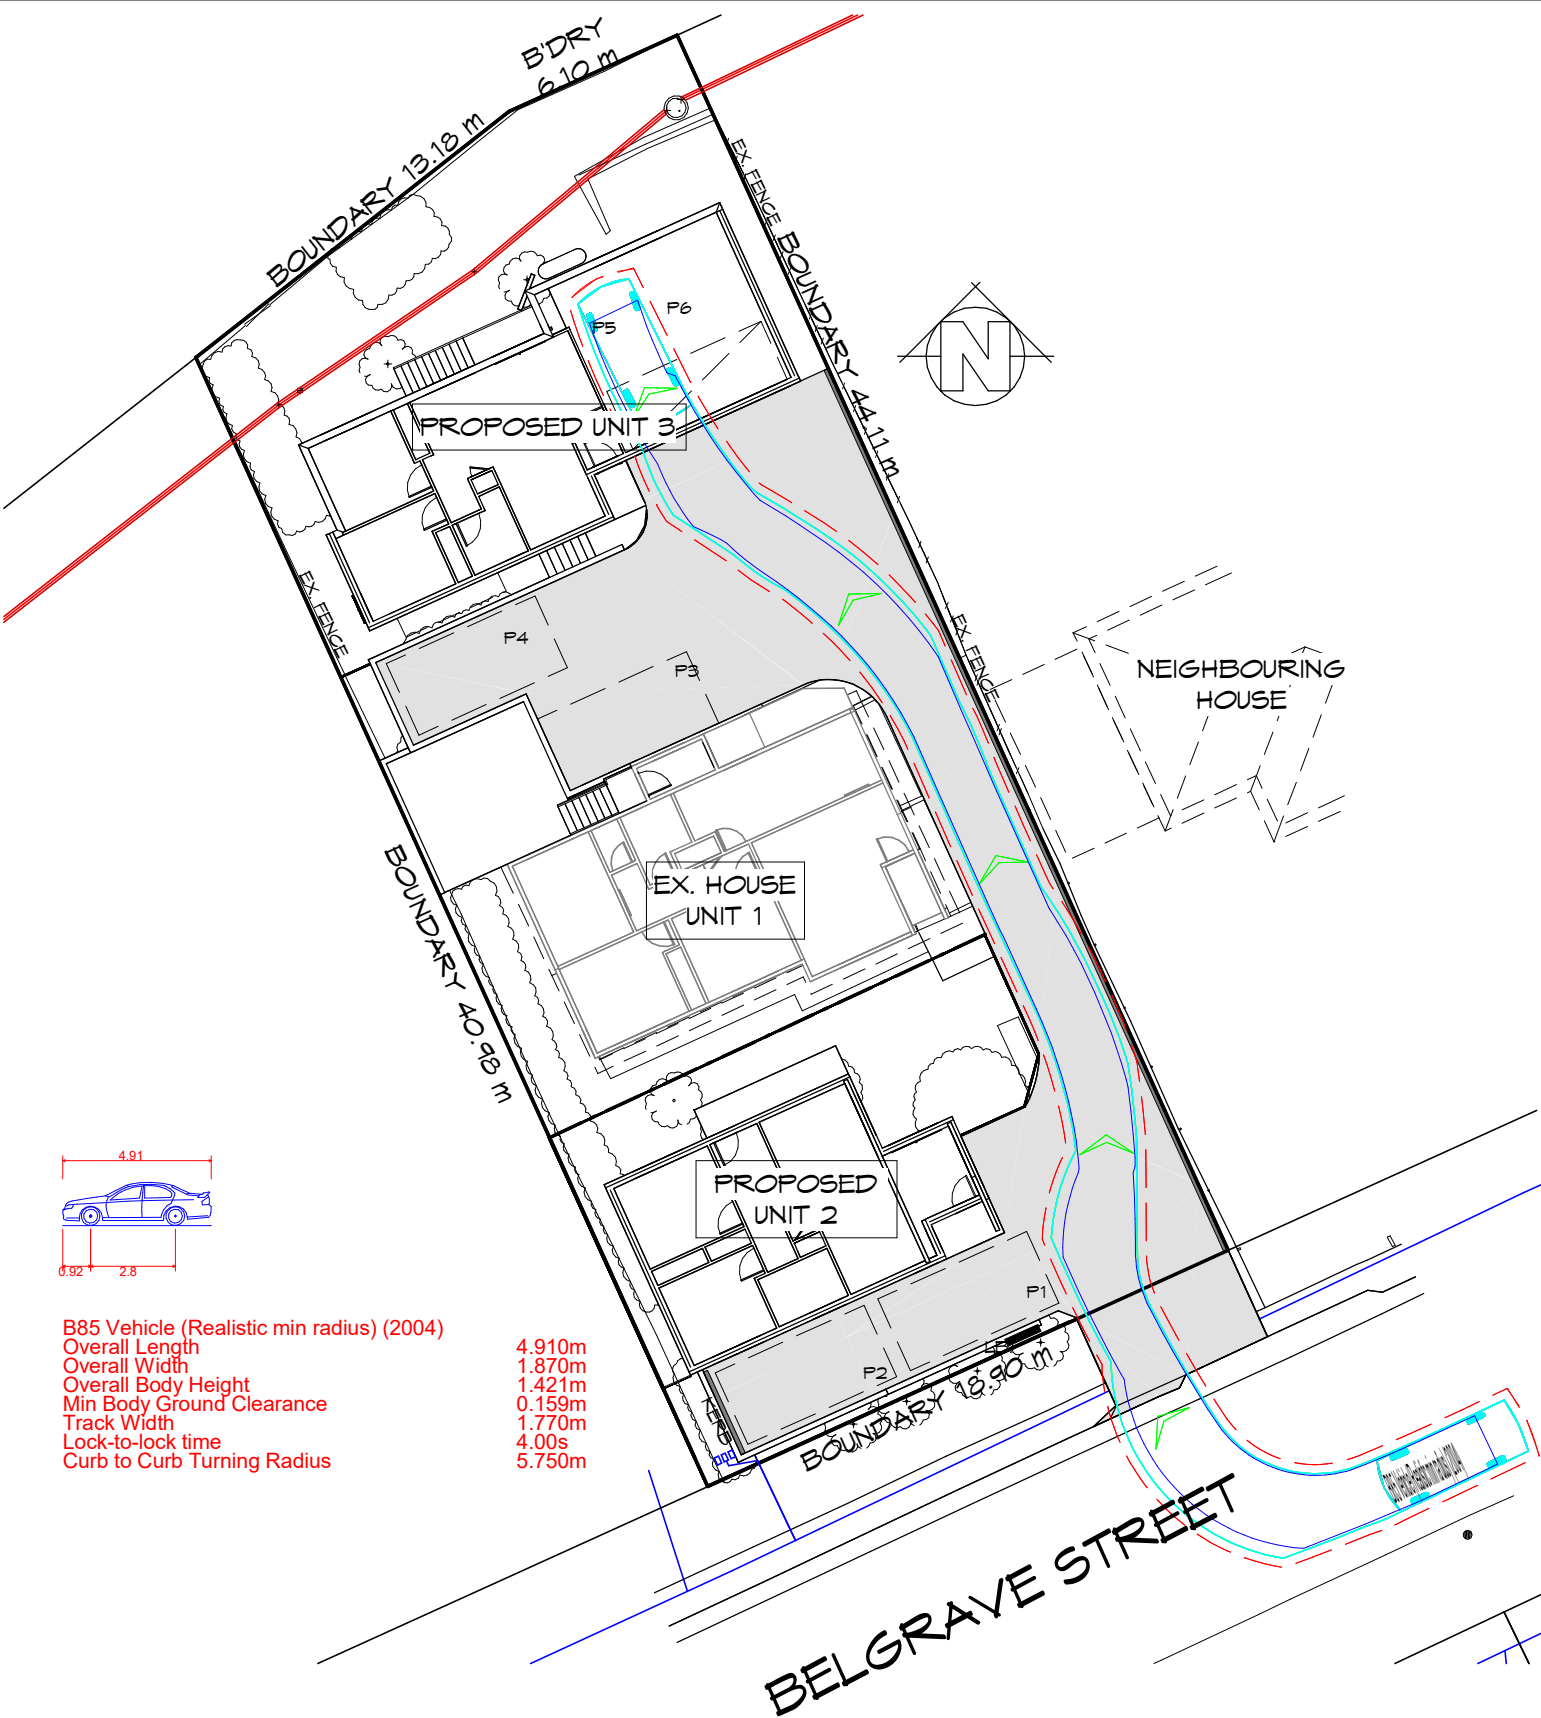 B'DRY
6.10 m
BOUNDARY 13.18 m
EX. FENCE
BOUNDARY 44.11 m
P5
P6
N
PROPOSED UNIT 3
EX. FENCE
P4
P3
EX. FENCE
NEIGHBOURING
HOUSE
EX. HOUSE
UNIT 1
BOUNDARY 40.98 m
PROPOSED
UNIT 2
P1
P2
BOUNDARY 18.90 m
KERB
BELGRAVE STREET
4.91
0.92
2.8
B85 Vehicle (Realistic min radius) (2004)
Overall Length 4.910m
Overall Width 1.870m
Overall Body Height 1.421m
Min Body Ground Clearance 0.159m
Track Width 1.770m
Lock-to-lock time 4.00s
Curb to Curb Turning Radius 5.750m